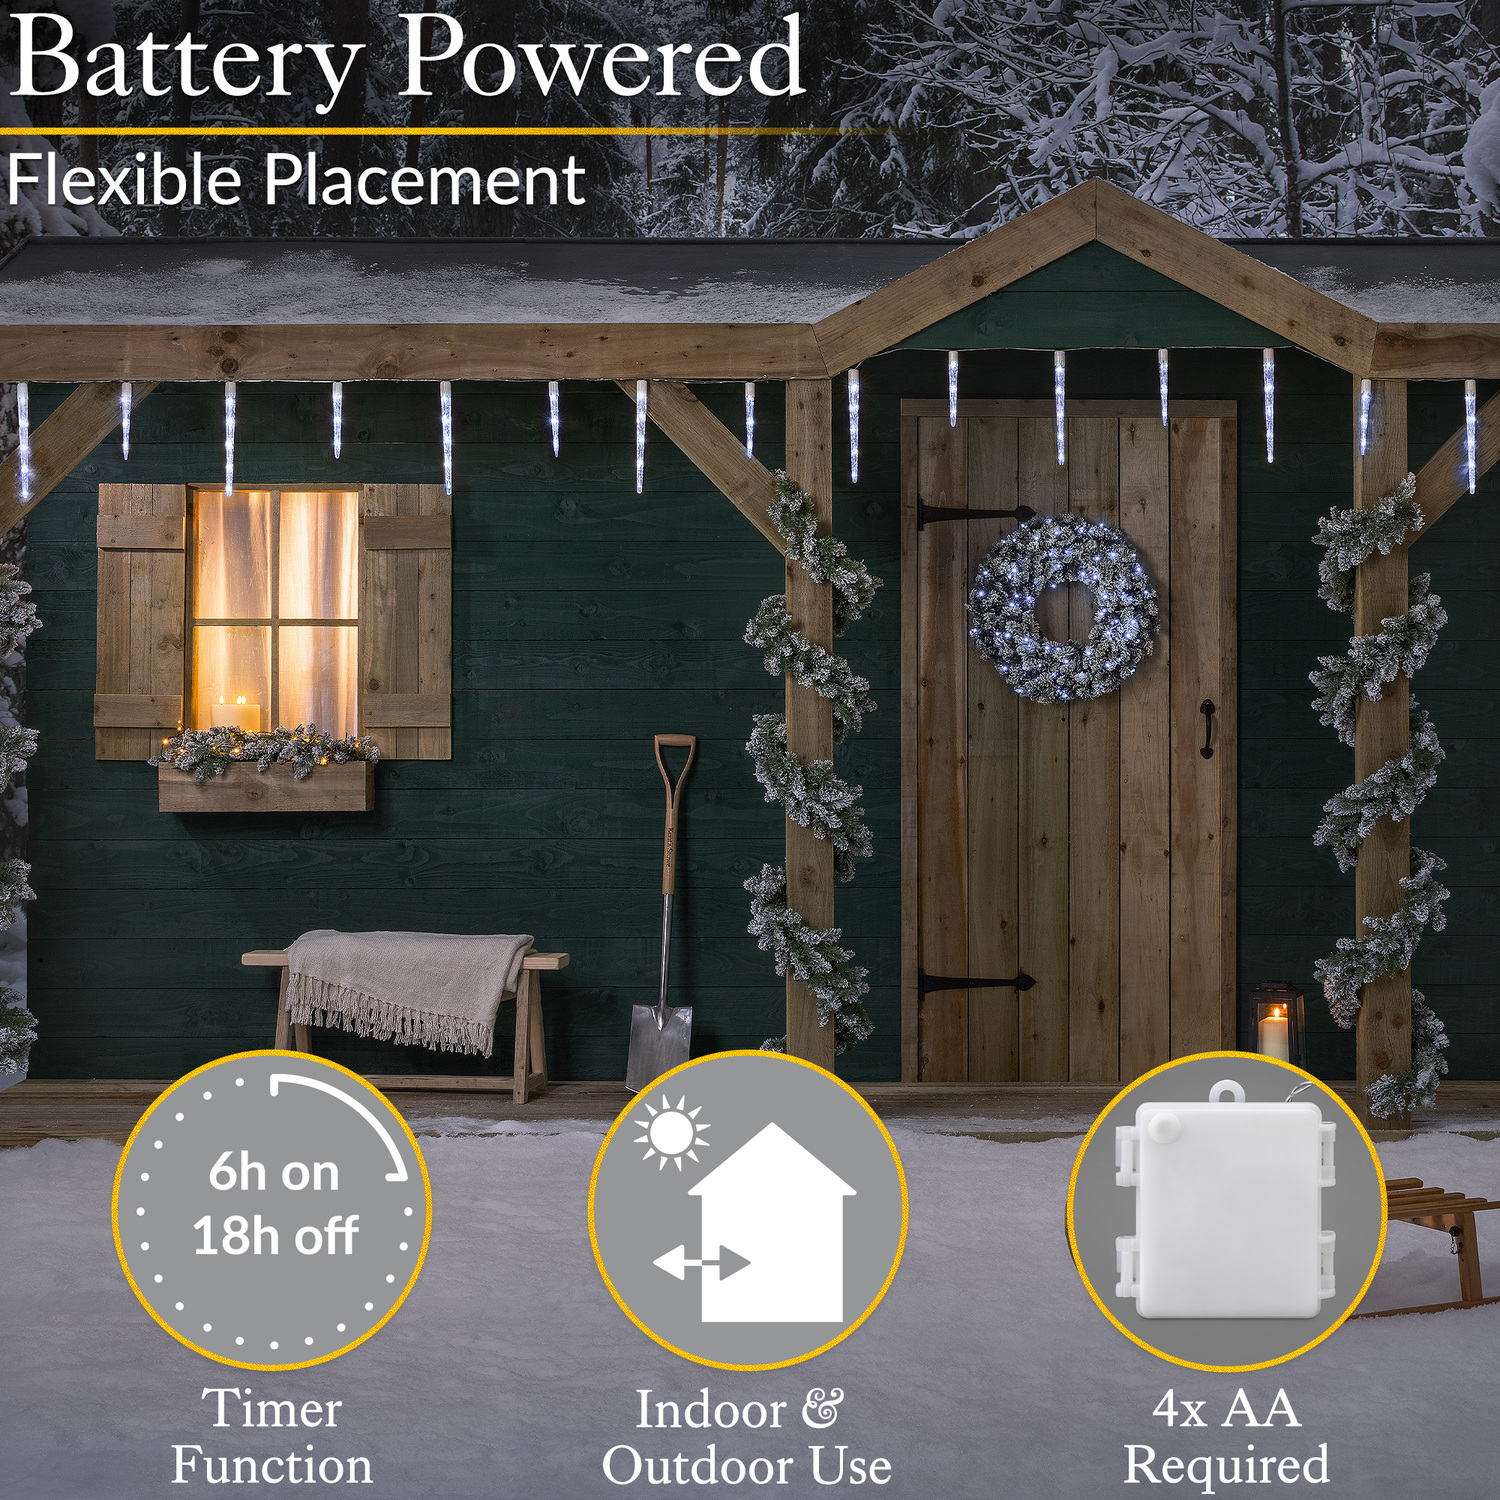 Battery Powered
Flexible Placement
6h on
18h off
Timer
Function
Indoor &
Outdoor Use
4x AA
Required